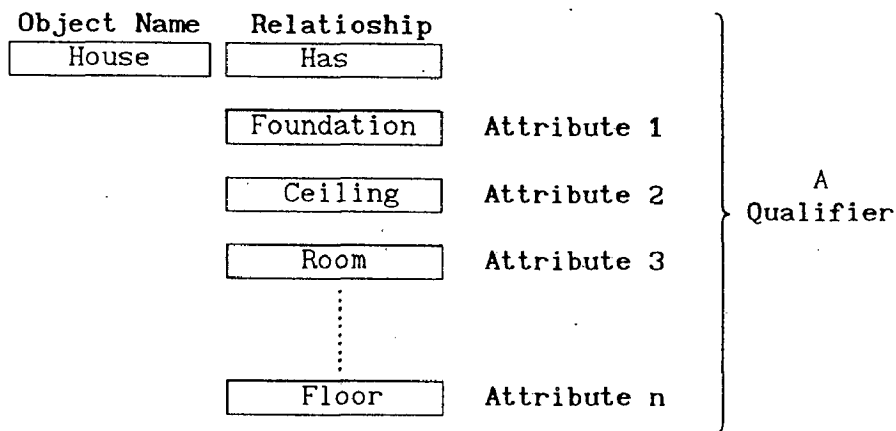 Object Name Relatioship
House Has
Foundation Attribute 1
Ceiling Attribute 2
A
Qualifier
Room Attribute 3
Floor Attribute n